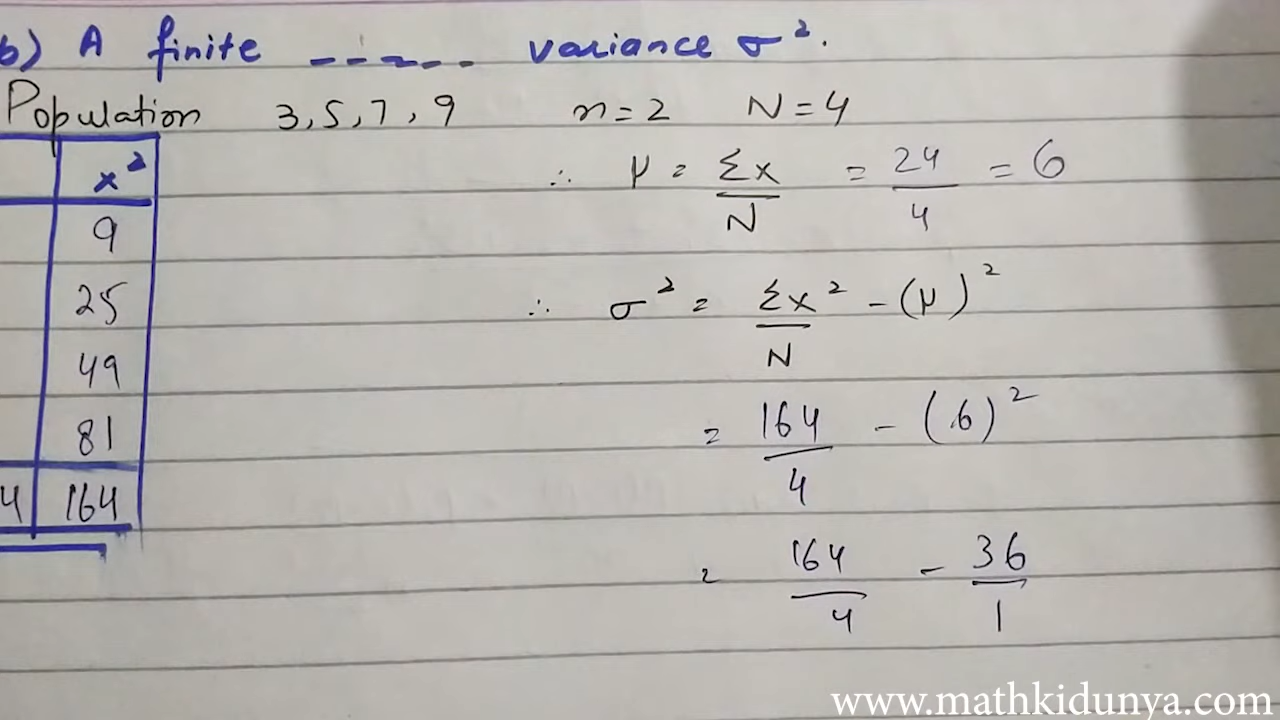 b) A finite ------ variance σ².
Population 3, 5, 7, 9 n = 2 N = 4
x²
9
25
49
81
4 164
∴ μ = Σx/N = 24/4 = 6
∴ σ² = Σx²/N - (μ)²
= 164/4 - (6)²
= 164/4 - 36/1
www.mathkidunya.com